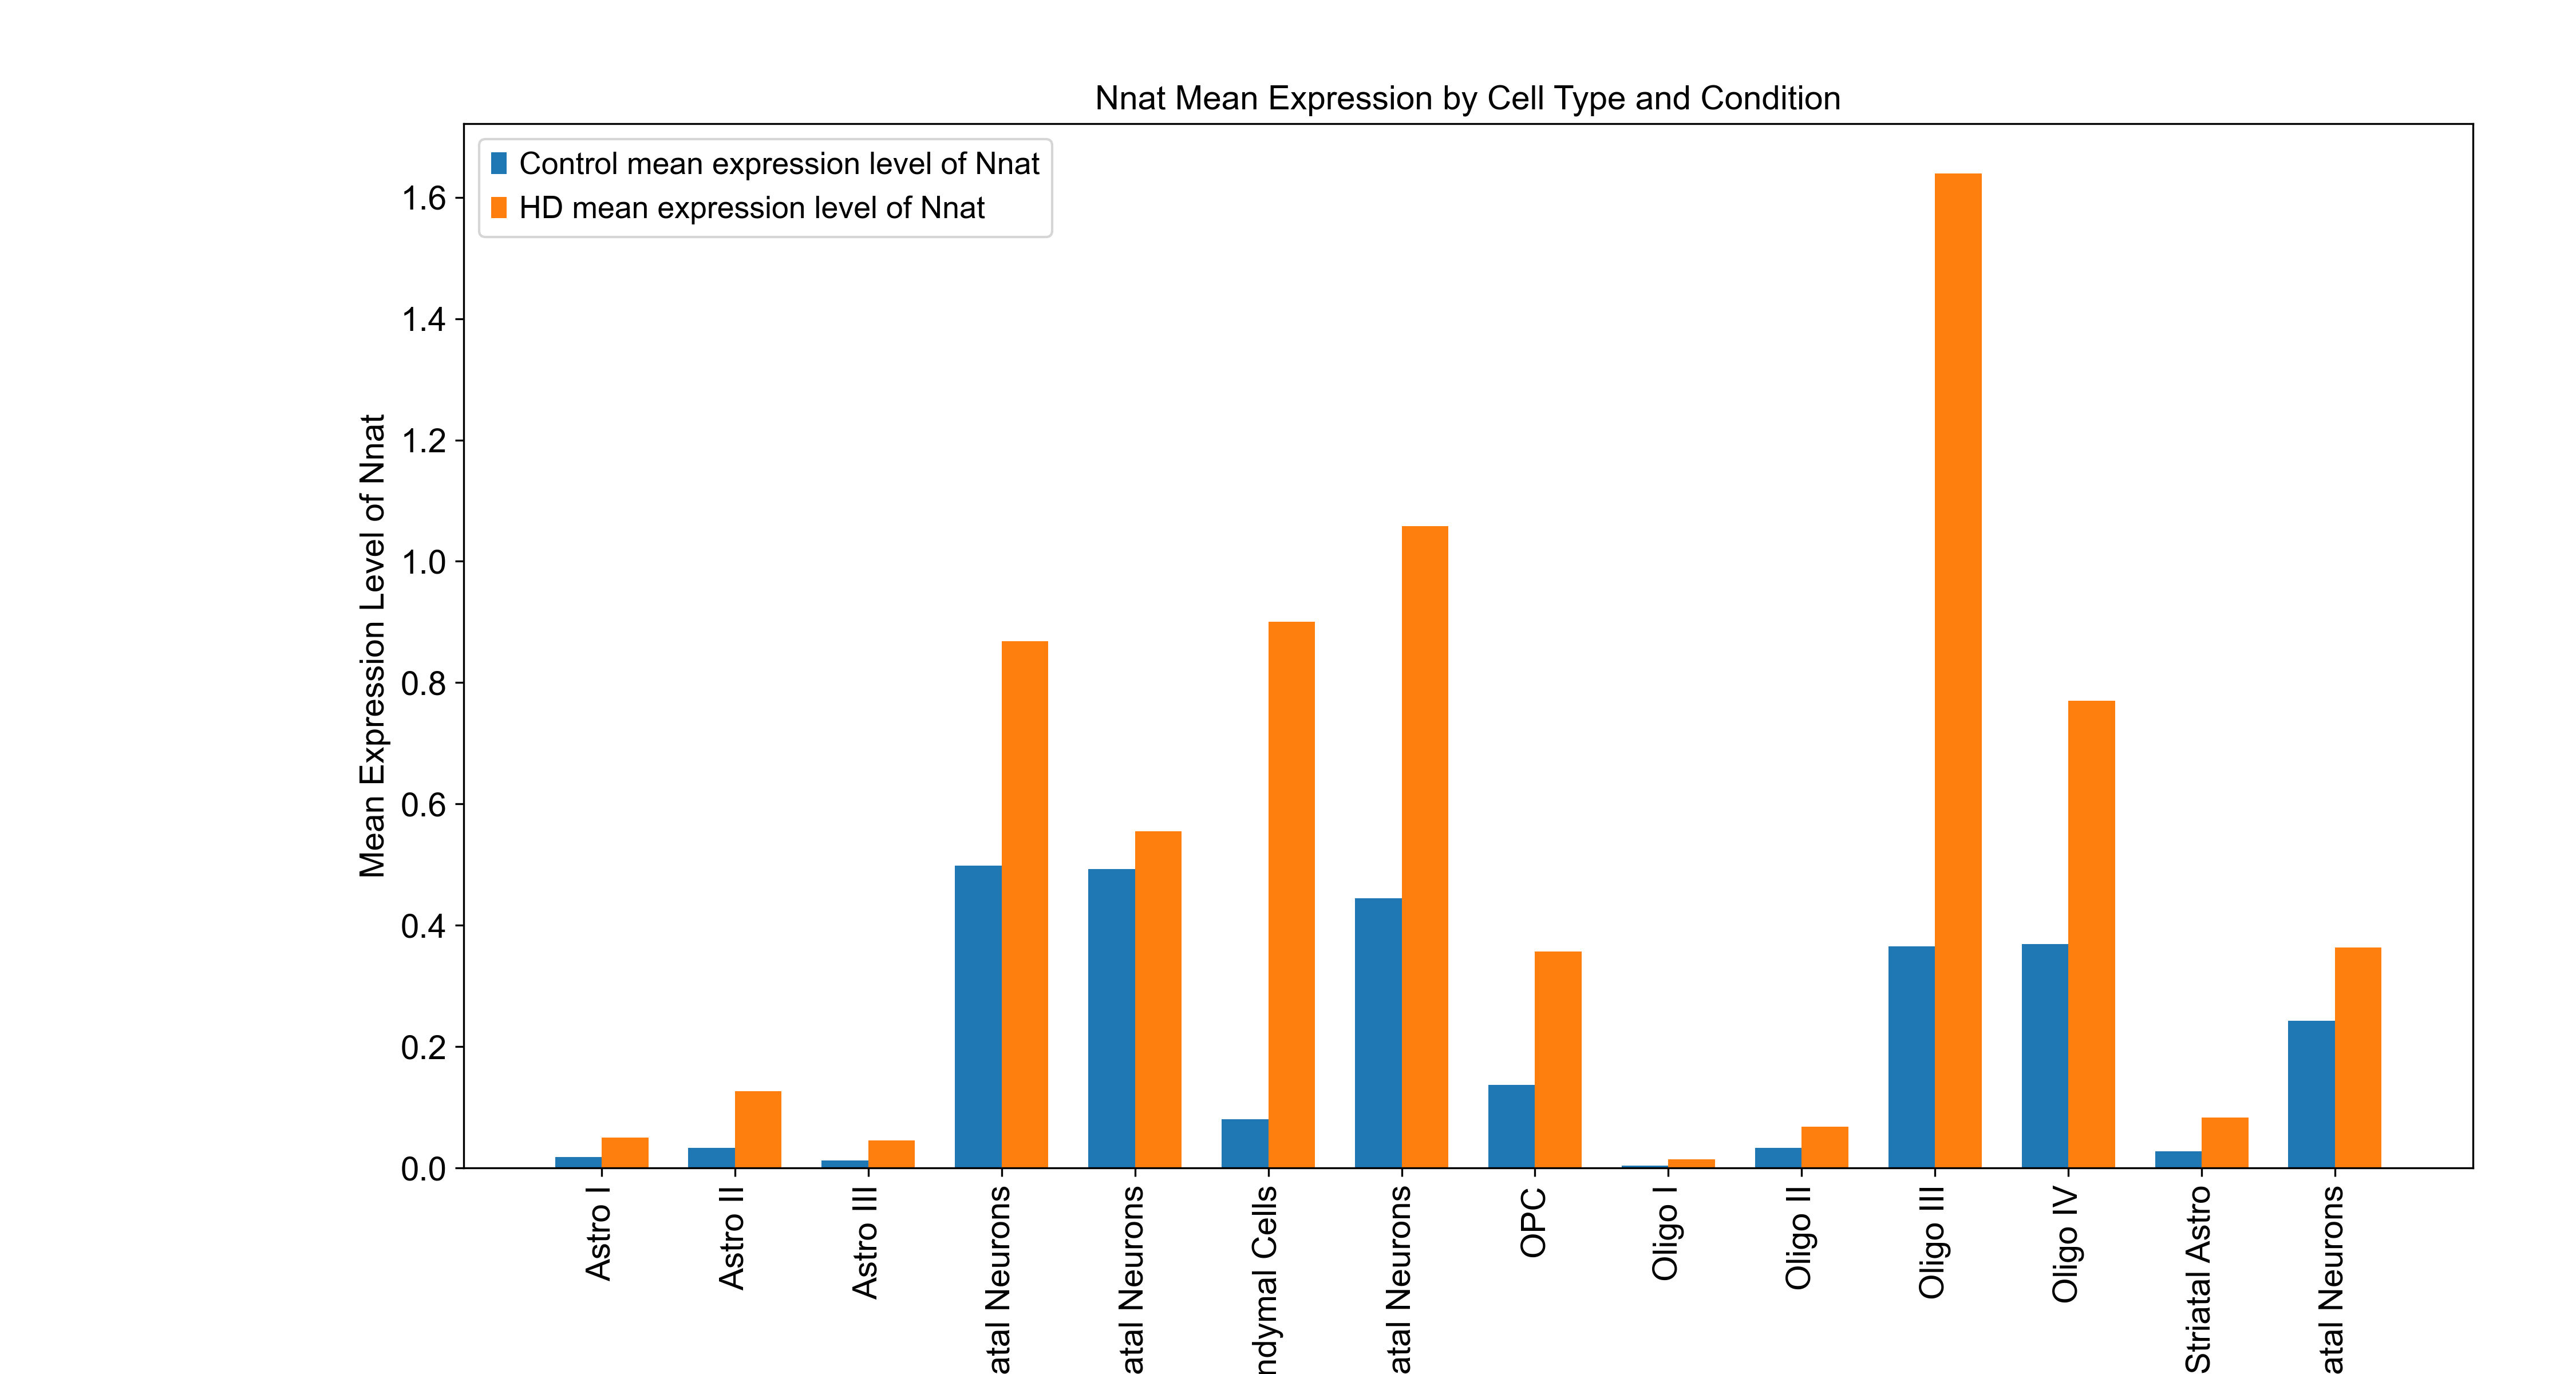 Nnat Mean Expression by Cell Type and Condition
Control mean expression level of Nnat
HD mean expression level of Nnat
Mean Expression Level of Nnat
1.6
1.4
1.2
1.0
0.8
0.6
0.4
0.2
0.0
Astro I
Astro II
Astro III
atal Neurons
atal Neurons
ndymal Cells
atal Neurons
OPC
Oligo I
Oligo II
Oligo III
Oligo IV
Striatal Astro
atal Neurons